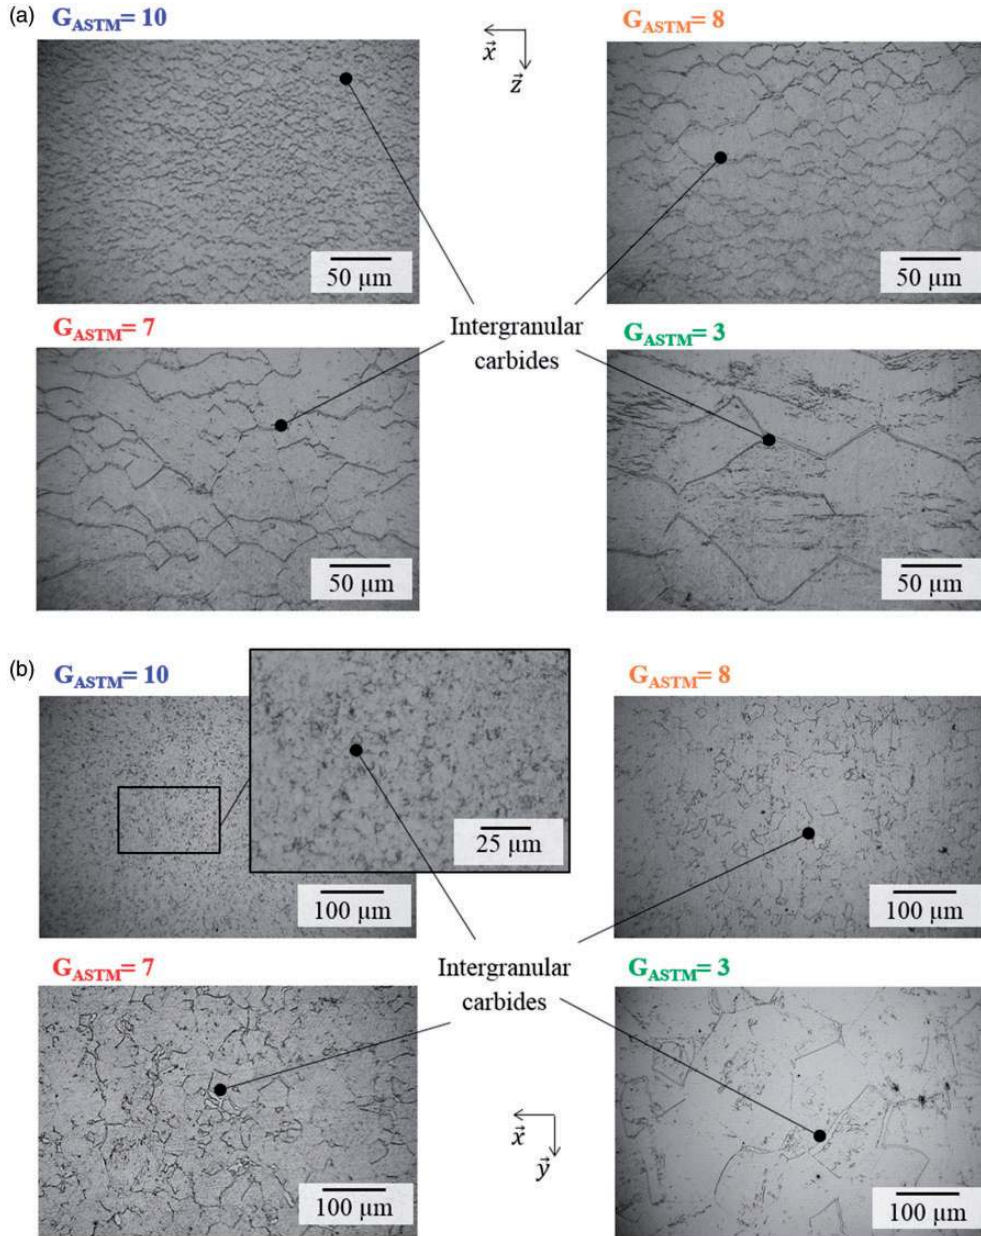 (a)
G_ASTM= 10
G_ASTM= 8
x⃗
z⃗
50 µm
50 µm
G_ASTM= 7
G_ASTM= 3
Intergranular
carbides
50 µm
50 µm
(b)
G_ASTM= 10
G_ASTM= 8
25 µm
100 µm
100 µm
G_ASTM= 7
G_ASTM= 3
Intergranular
carbides
x⃗
y⃗
100 µm
100 µm